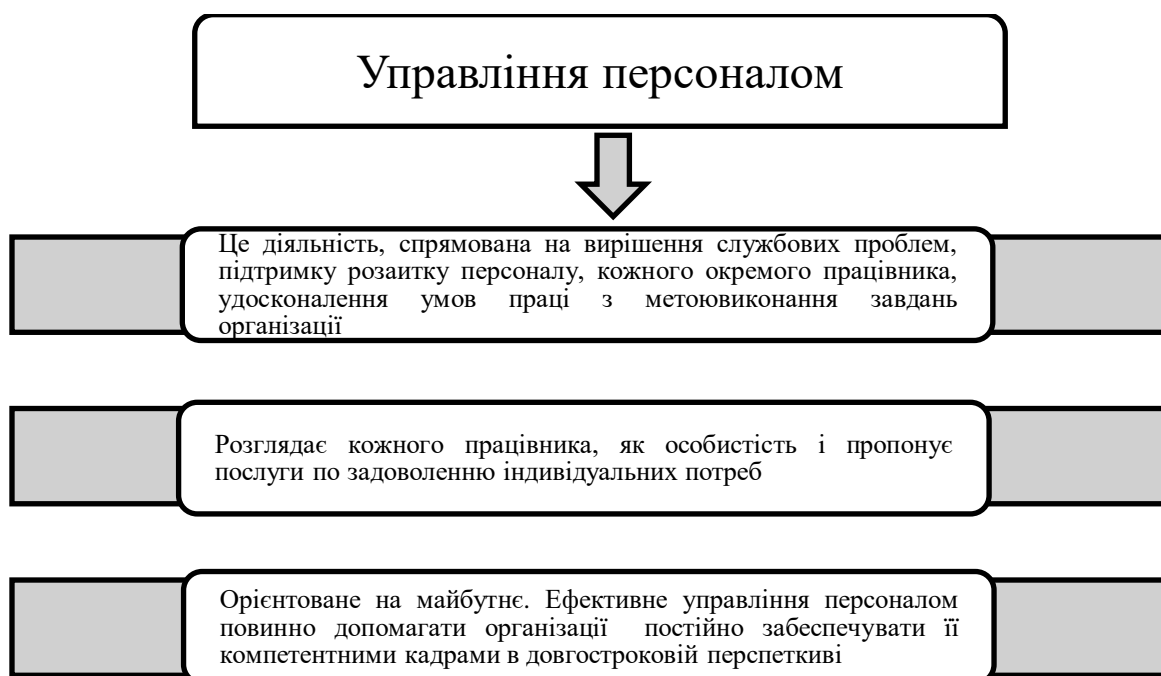 Управління персоналом
Це діяльність, спрямована на вирішення службових проблем,
підтримку розаитку персоналу, кожного окремого працівника,
удосконалення умов праці з метоювиконання завдань
організації
Розглядає кожного працівника, як особистість і пропонує
послуги по задоволенню індивідуальних потреб
Орієнтоване на майбутнє. Ефективне управління персоналом
повинно допомагати організації постійно забезпечувати її
компетентними кадрами в довгостроковій перспеткиві